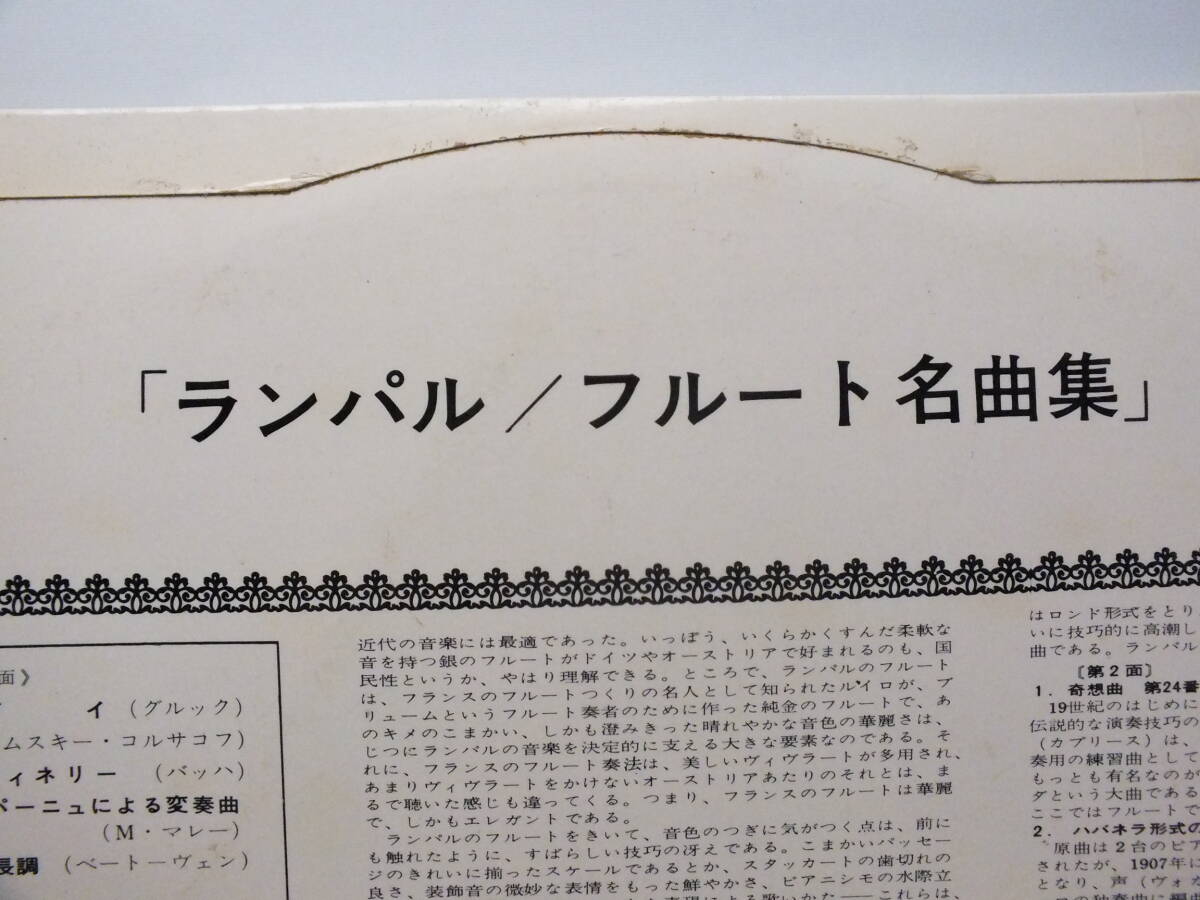 「ランパル／フルート名曲集」
面》
イ (グルック)
ムスキー・コルサコフ)
ィネリー (バッハ)
パーニュによる変奏曲
(M・マレー)
長調 (ベートーヴェン)
近代の音楽には最適であった。いっぽう、いくらかくすんだ柔軟な
音を持つ銀のフルートがドイツやオーストリアで好まれるのも、国
民性というか、やはり理解できる。ところで、ランパルのフルート
は、フランスのフルートつくりの名人として知られたルイロが、ブ
リュームというフルート奏者のために作った純金のフルートで、あ
のキメのこまかい、しかも澄みきった晴れやかな音色の華麗さは、
じつにランパルの音楽を決定的に支える大きな要素なのである。そ
れに、フランスのフルート奏法は、美しいヴィヴラートが多用され、
あまりヴィヴラートをかけないオーストリアあたりのそれとは、ま
るで聴いた感じも違ってくる。つまり、フランスのフルートは華麗
で、しかもエレガントである。
ランパルのフルートをきいて、音色のつぎに気がつく点は、前に
も触れたように、すばらしい技巧の冴えである。こまかいパッセー
ジのきれいに揃ったスケールであるとか、スタッカートの歯切れの
良さ、装飾音の微妙な表情をもった鮮やかさ、ピアニシモの水際立
はロンド形式をとり
いに技巧的に高潮し
曲である。ランパル
〔第２面〕
1. 奇想曲 第24番
19世紀のはじめに
伝説的な演奏技巧の
(カプリース) は、
奏用の練習曲として
もっとも有名なのが
ダという大曲である
ここではフルートで
2. ハバネラ形式の
原曲は２台のピア
されたが、1907年に
となり、声 (ヴォカ